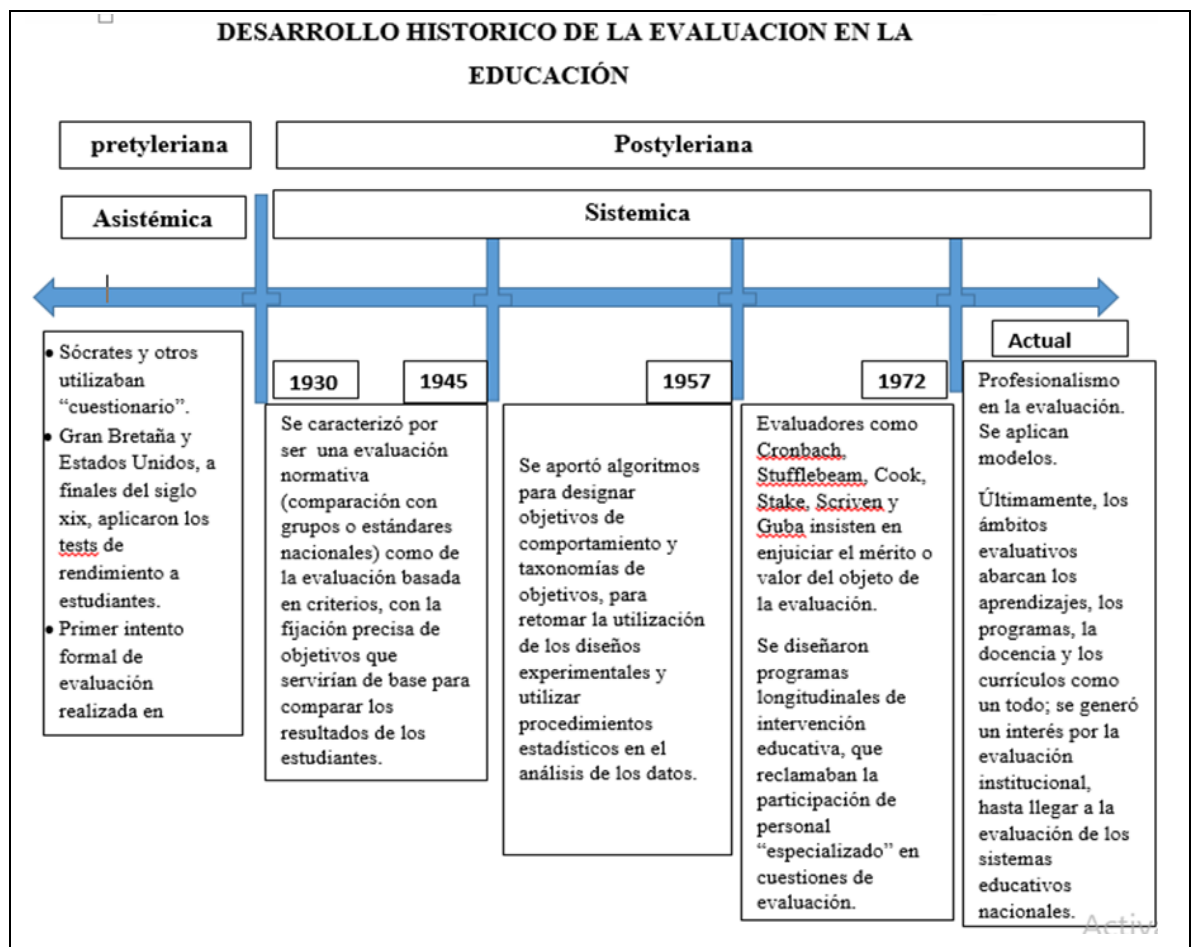 DESARROLLO HISTORICO DE LA EVALUACION EN LA
EDUCACIÓN
pretyleriana
Postyleriana
Asistémica
Sistemica
• Sócrates y otros
utilizaban
“cuestionario”.
• Gran Bretaña y
Estados Unidos, a
finales del siglo
xix, aplicaron los
tests de
rendimiento a
estudiantes.
• Primer intento
formal de
evaluación
realizada en
1930
1945
Se caracterizó por
ser una evaluación
normativa
(comparación con
grupos o estándares
nacionales) como de
la evaluación basada
en criterios, con la
fijación precisa de
objetivos que
servirían de base para
comparar los
resultados de los
estudiantes.
1957
Se aportó algoritmos
para designar
objetivos de
comportamiento y
taxonomías de
objetivos, para
retomar la utilización
de los diseños
experimentales y
utilizar
procedimientos
estadísticos en el
análisis de los datos.
1972
Evaluadores como
Cronbach,
Stufflebeam, Cook,
Stake, Scriven y
Guba insisten en
enjuiciar el mérito o
valor del objeto de
la evaluación.
Se diseñaron
programas
longitudinales de
intervención
educativa, que
reclamaban la
participación de
personal
“especializado” en
cuestiones de
evaluación.
Actual
Profesionalismo
en la evaluación.
Se aplican
modelos.
Últimamente, los
ámbitos
evaluativos
abarcan los
aprendizajes, los
programas, la
docencia y los
currículos como
un todo; se generó
un interés por la
evaluación
institucional,
hasta llegar a la
evaluación de los
sistemas
educativos
nacionales.